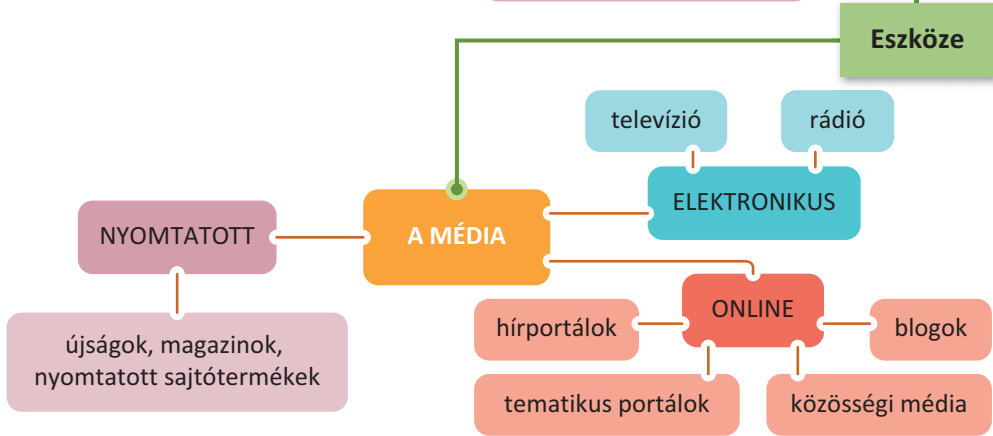 Eszköze
televízió
rádió
ELEKTRONIKUS
NYOMTATOTT
A MÉDIA
ONLINE
hírportálok
blogok
újságok, magazinok,
nyomtatott sajtótermékek
tematikus portálok
közösségi média